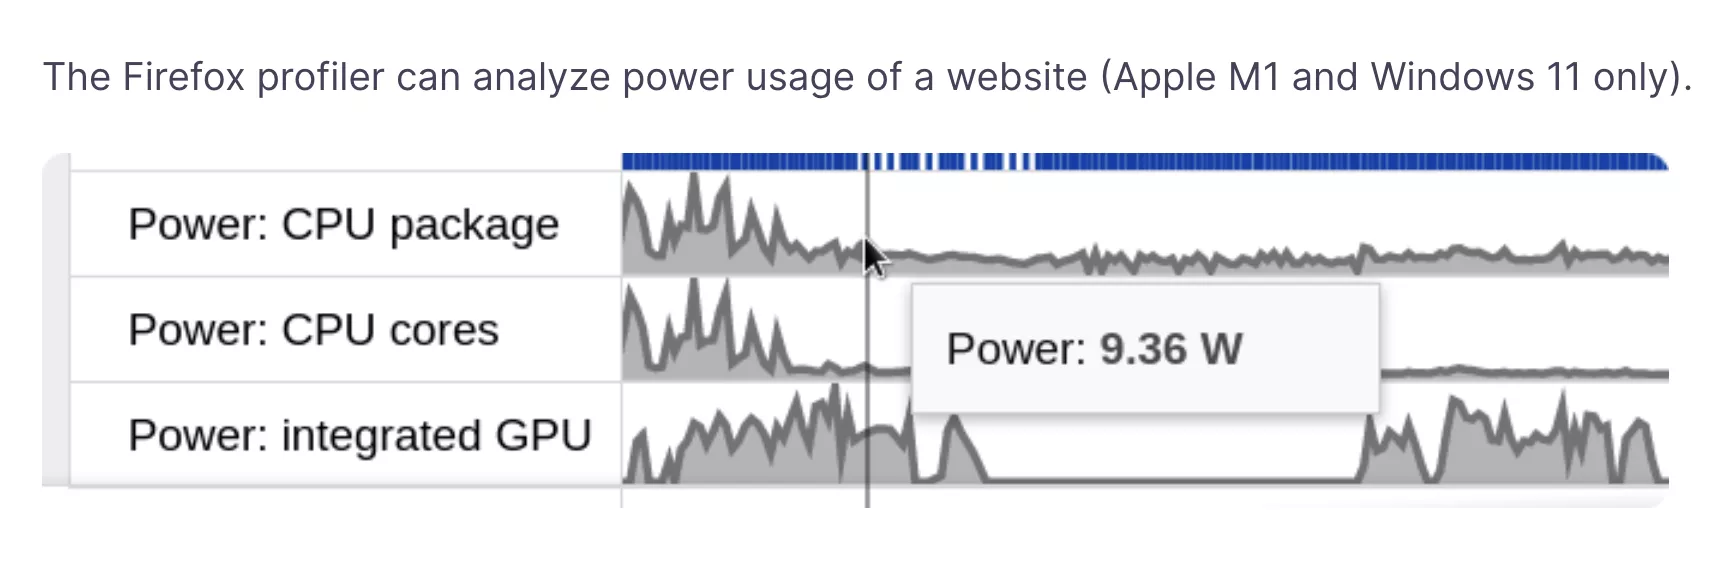 The Firefox profiler can analyze power usage of a website (Apple M1 and Windows 11 only).
Power: CPU package
Power: CPU cores
Power: 9.36 W
Power: integrated GPU